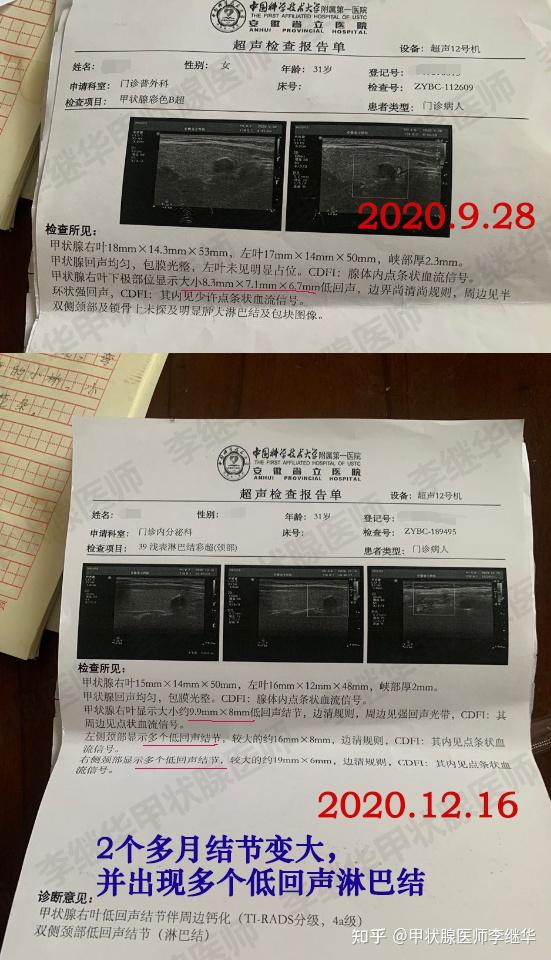 中国科学技术大学附属第一医院
THE FIRST AFFILIATED HOSPITAL OF USTC
安徽省立医院
ANHUI PROVINCIAL HOSPITAL
超声检查报告单
设备：超声12号机
姓名：
性别：女
年龄：31岁
登记号：
申请科室：门诊普外科
床号：
检查号：ZYBC-112609
检查项目：甲状腺彩色B超
患者类型：门诊病人
2020.9.28
检查所见：
甲状腺右叶18mm×14.3mm×53mm，左叶17mm×14mm×50mm，峡部厚2.3mm。
甲状腺回声均匀，包膜光整，左叶未见明显占位。CDFI：腺体内点条状血流信号。
甲状腺右叶下极部位显示大小8.3mm×7.1mm×6.7mm低回声，边界尚清尚规则，周边见半
环状强回声，CDFI：其内见少许点条状血流信号。
双侧颈部及锁骨上未探及明显肿大淋巴结及包块图像。
中国科学技术大学附属第一医院
THE FIRST AFFILIATED HOSPITAL OF USTC
安徽省立医院
ANHUI PROVINCIAL HOSPITAL
超声检查报告单
设备：超声12号机
姓名：
性别：
年龄：31岁
登记号：
申请科室：门诊内分泌科
床号：
检查号：ZYBC-189495
检查项目：39 浅表淋巴结彩超(颈部)
患者类型：门诊病人
检查所见：
甲状腺右叶15mm×14mm×50mm，左叶16mm×12mm×48mm，峡部厚2mm。
甲状腺回声均匀，包膜光整。CDFI：腺体内点条状血流信号。
甲状腺右叶显示大小约9.9mm×8mm低回声结节，边清规则，周边见强回声光带，CDFI：其
周边见点状血流信号。
左侧颈部显示多个低回声结节，较大的约16mm×8mm，边清规则，CDFI：其内见点条状血
流信号。
右侧颈部显示多个低回声结节，较大的约19mm×6mm，边清规则，CDFI：其内见点条状血
流信号。
2020.12.16
2个多月结节变大，
并出现多个低回声淋巴结
诊断意见：
甲状腺右叶低回声结节伴周边钙化（TI-RADS分级，4a级）
双侧颈部低回声结节（淋巴结）
李继华甲状腺医师
知乎 @甲状腺医师李继华